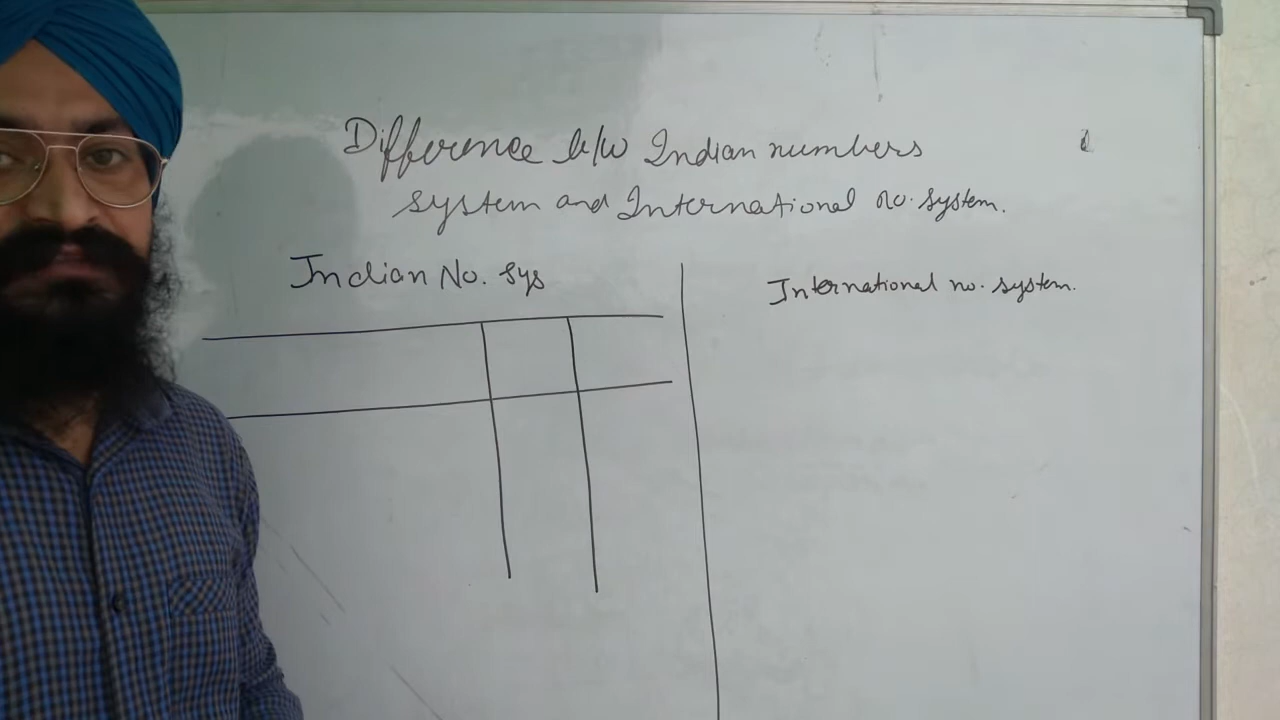 Difference b/w Indian numbers
system and International no. system.
Indian No. Sys
International no. system.